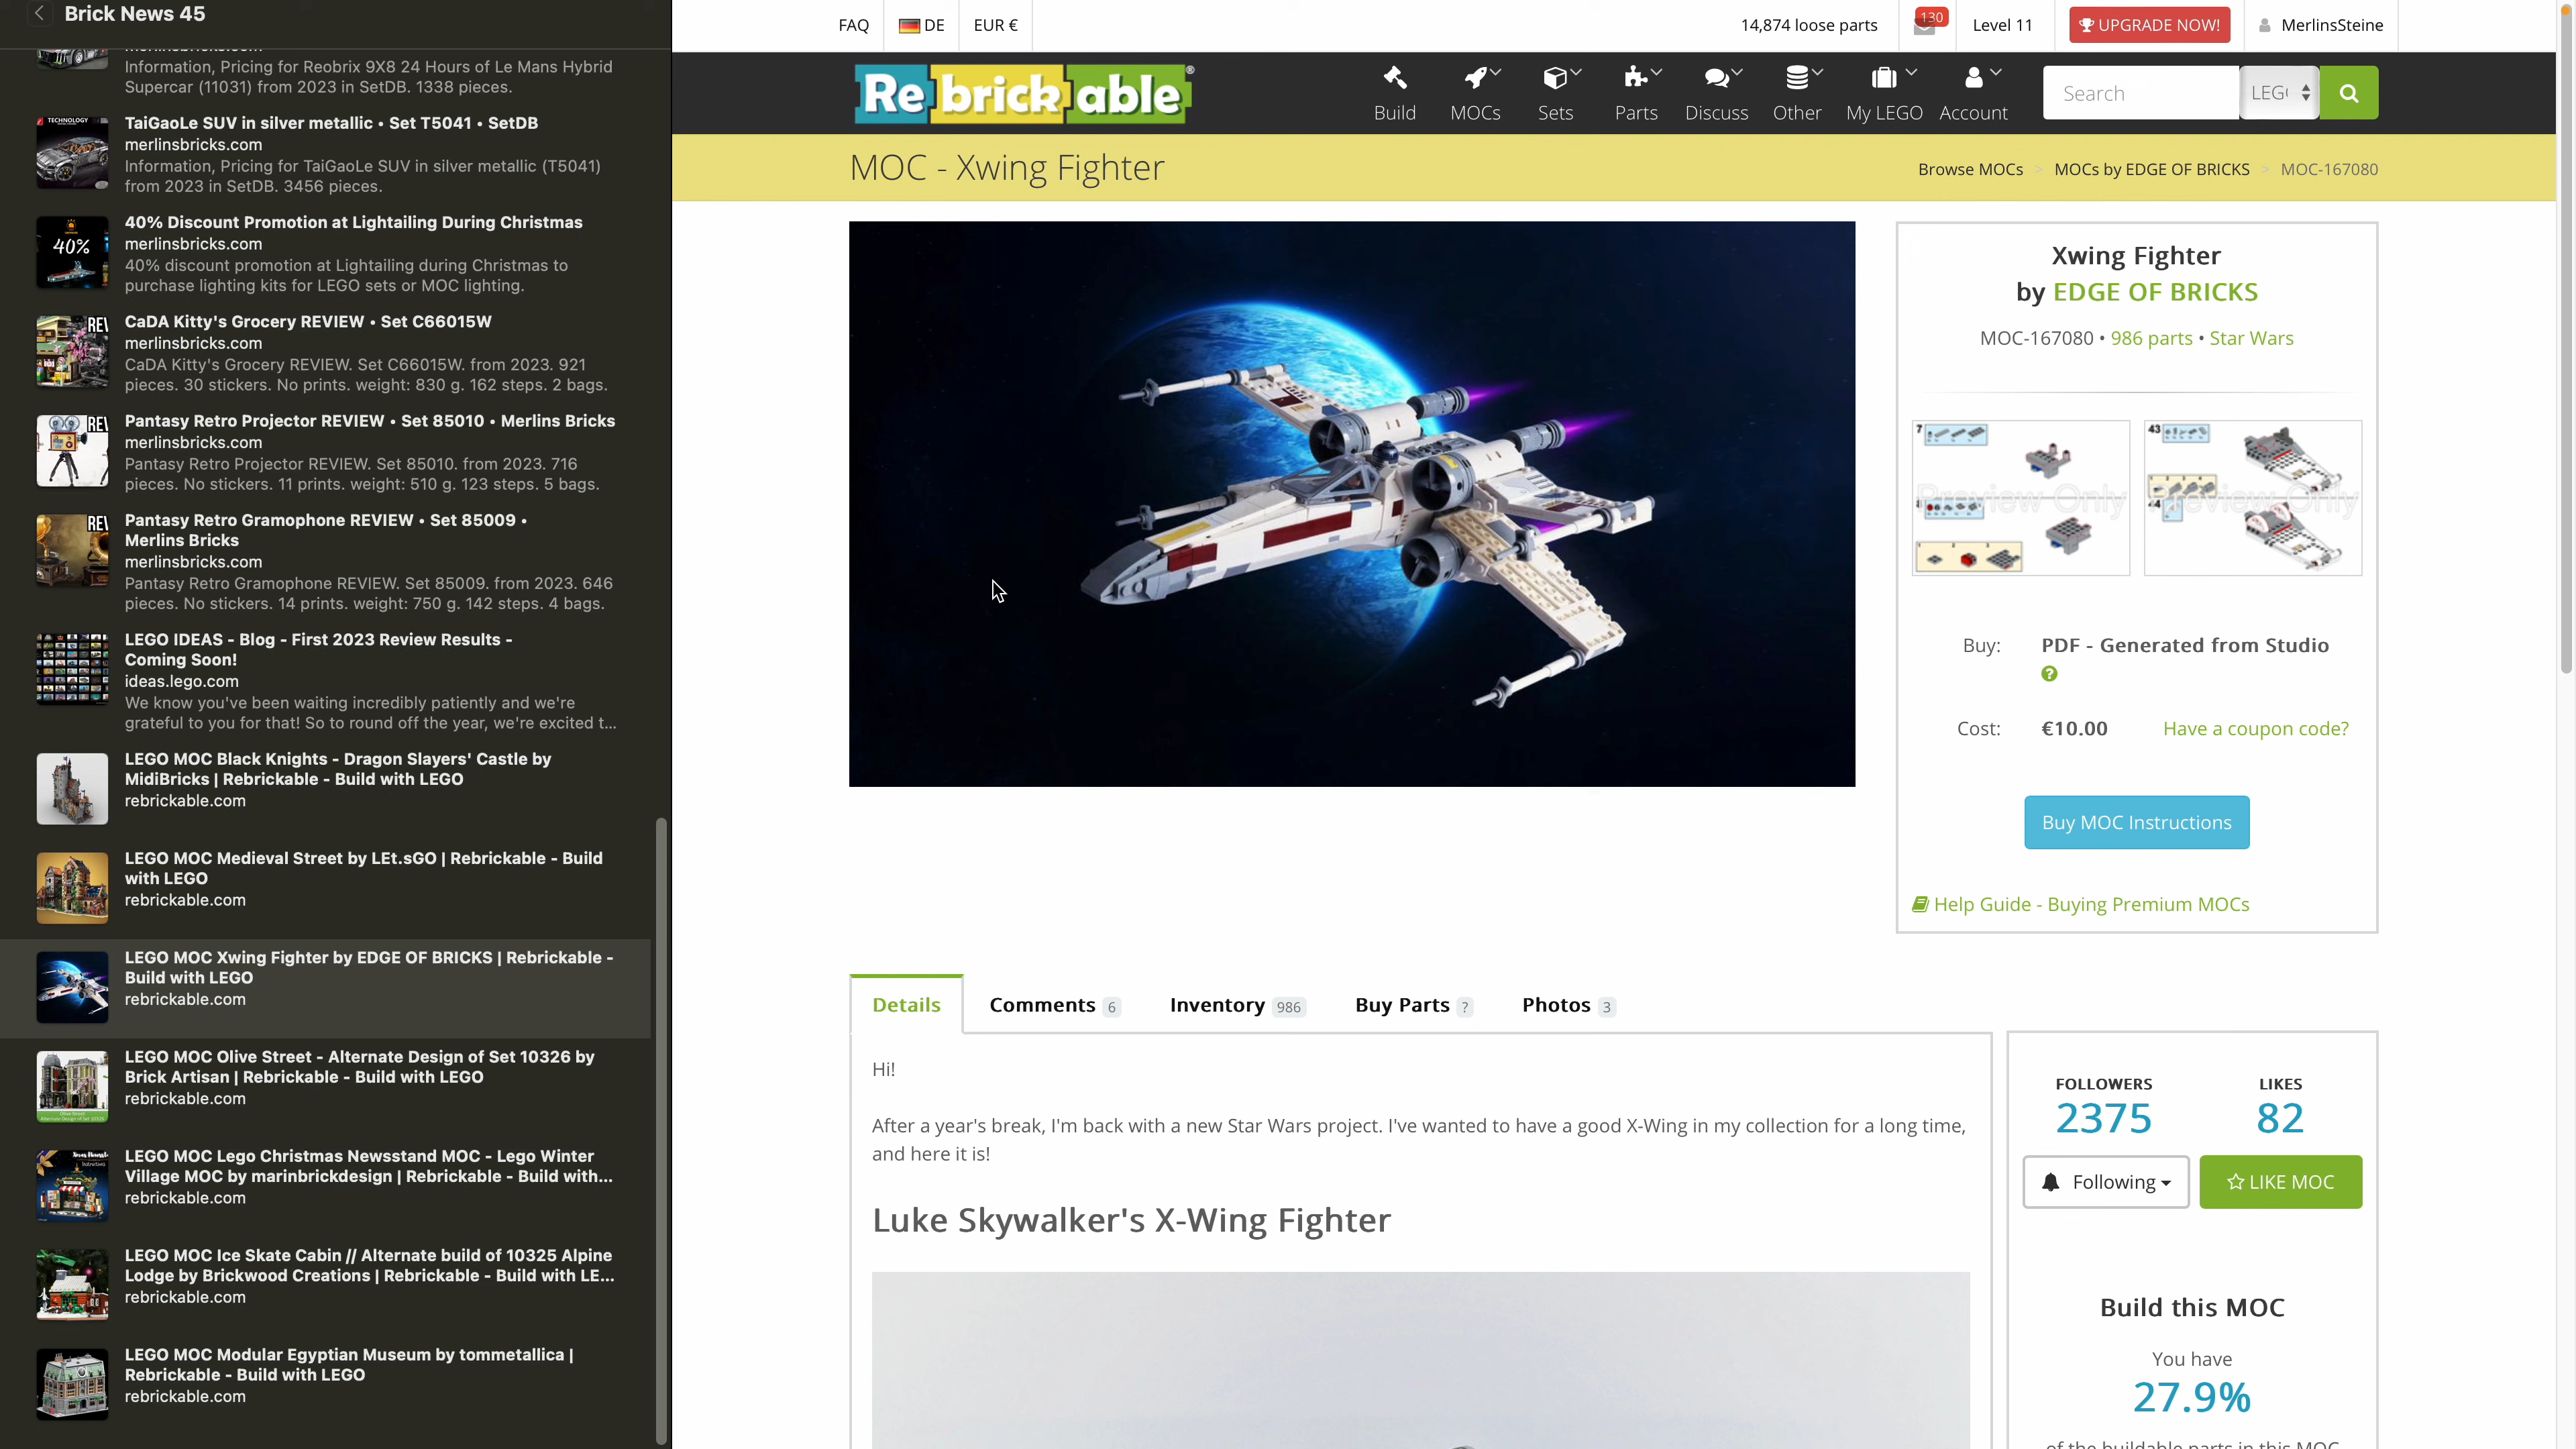 Brick News 45
Information, Pricing for Reobrix 9X8 24 Hours of Le Mans Hybrid
Supercar (11031) from 2023 in SetDB. 1338 pieces.
TECHNOLOGY
TaiGaoLe SUV in silver metallic • Set T5041 • SetDB
merlinsbricks.com
Information, Pricing for TaiGaoLe SUV in silver metallic (T5041)
from 2023 in SetDB. 3456 pieces.
40%
40% Discount Promotion at Lightailing During Christmas
merlinsbricks.com
40% discount promotion at Lightailing during Christmas to
purchase lighting kits for LEGO sets or MOC lighting.
REV
CaDA Kitty's Grocery REVIEW • Set C66015W
merlinsbricks.com
CaDA Kitty's Grocery REVIEW. Set C66015W. from 2023. 921
pieces. 30 stickers. No prints. weight: 830 g. 162 steps. 2 bags.
REV
Pantasy Retro Projector REVIEW • Set 85010 • Merlins Bricks
merlinsbricks.com
Pantasy Retro Projector REVIEW. Set 85010. from 2023. 716
pieces. No stickers. 11 prints. weight: 510 g. 123 steps. 5 bags.
REV
Pantasy Retro Gramophone REVIEW • Set 85009 •
Merlins Bricks
merlinsbricks.com
Pantasy Retro Gramophone REVIEW. Set 85009. from 2023. 646
pieces. No stickers. 14 prints. weight: 750 g. 142 steps. 4 bags.
LEGO IDEAS - Blog - First 2023 Review Results -
Coming Soon!
ideas.lego.com
We know you've been waiting incredibly patiently and we're
grateful to you for that! So to round off the year, we're excited t...
LEGO MOC Black Knights - Dragon Slayers' Castle by
MidiBricks | Rebrickable - Build with LEGO
rebrickable.com
LEGO MOC Medieval Street by LEt.sGO | Rebrickable - Build
with LEGO
rebrickable.com
LEGO MOC Xwing Fighter by EDGE OF BRICKS | Rebrickable -
Build with LEGO
rebrickable.com
LEGO MOC Olive Street - Alternate Design of Set 10326 by
Brick Artisan | Rebrickable - Build with LEGO
rebrickable.com
LEGO MOC Lego Christmas Newsstand MOC - Lego Winter
Village MOC by marinbrickdesign | Rebrickable - Build with...
rebrickable.com
LEGO MOC Ice Skate Cabin // Alternate build of 10325 Alpine
Lodge by Brickwood Creations | Rebrickable - Build with LE...
rebrickable.com
LEGO MOC Modular Egyptian Museum by tommetallica |
Rebrickable - Build with LEGO
rebrickable.com
FAQ DE EUR € 14,874 loose parts 130 Level 11 UPGRADE NOW! MerlinsSteine
Rebrickable®
Build MOCs Sets Parts Discuss Other My LEGO Account Search LEG
MOC - Xwing Fighter
Browse MOCs > MOCs by EDGE OF BRICKS > MOC-167080
Xwing Fighter
by EDGE OF BRICKS
MOC-167080 • 986 parts • Star Wars
7
43
44
Preview Only
Preview Only
Buy: PDF - Generated from Studio
?
Cost: €10.00 Have a coupon code?
Buy MOC Instructions
Help Guide - Buying Premium MOCs
Details Comments 6 Inventory 986 Buy Parts ? Photos 3
Hi!
After a year's break, I'm back with a new Star Wars project. I've wanted to have a good X-Wing in my collection for a long time,
and here it is!
Luke Skywalker's X-Wing Fighter
FOLLOWERS LIKES
2375 82
Following LIKE MOC
Build this MOC
You have
27.9%
of the buildable parts in this MOC